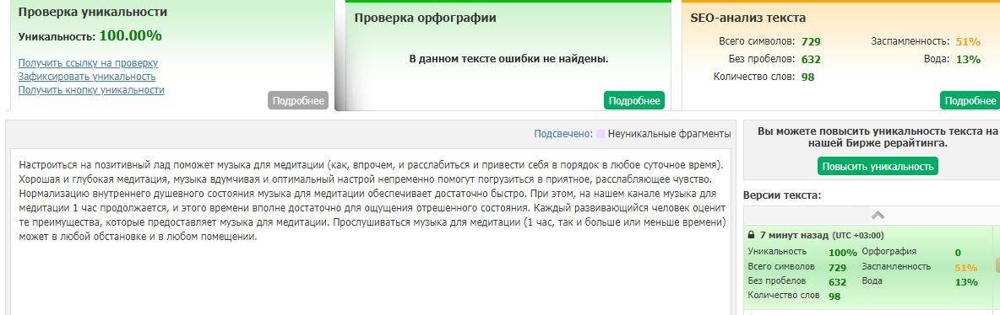 Проверка уникальности
Уникальность: 100.00%
Получить ссылку на проверку
Зафиксировать уникальность
Получить кнопку уникальности
Подробнее
Проверка орфографии
В данном тексте ошибки не найдены.
Подробнее
SEO-анализ текста
Всего символов: 729 Заспамленность: 51%
Без пробелов: 632 Вода: 13%
Количество слов: 98
Подробнее
Подсвечено: Неуникальные фрагменты
Настроиться на позитивный лад поможет музыка для медитации (как, впрочем, и расслабиться и привести себя в порядок в любое суточное время).
Хорошая и глубокая медитация, музыка вдумчивая и оптимальный настрой непременно помогут погрузиться в приятное, расслабляющее чувство.
Нормализацию внутреннего душевного состояния музыка для медитации обеспечивает достаточно быстро. При этом, на нашем канале музыка для
медитации 1 час продолжается, и этого времени вполне достаточно для ощущения отрешенного состояния. Каждый развивающийся человек оценит
те преимущества, которые предоставляет музыка для медитации. Прослушиваться музыка для медитации (1 час, так и больше или меньше времени)
может в любой обстановке и в любом помещении.
Вы можете повысить уникальность текста на
нашей Бирже рерайтинга.
Повысить уникальность
Версии текста:
7 минут назад (UTC +03:00)
Уникальность 100% Орфография 0
Всего символов 729 Заспамленность 51%
Без пробелов 632 Вода 13%
Количество слов 98